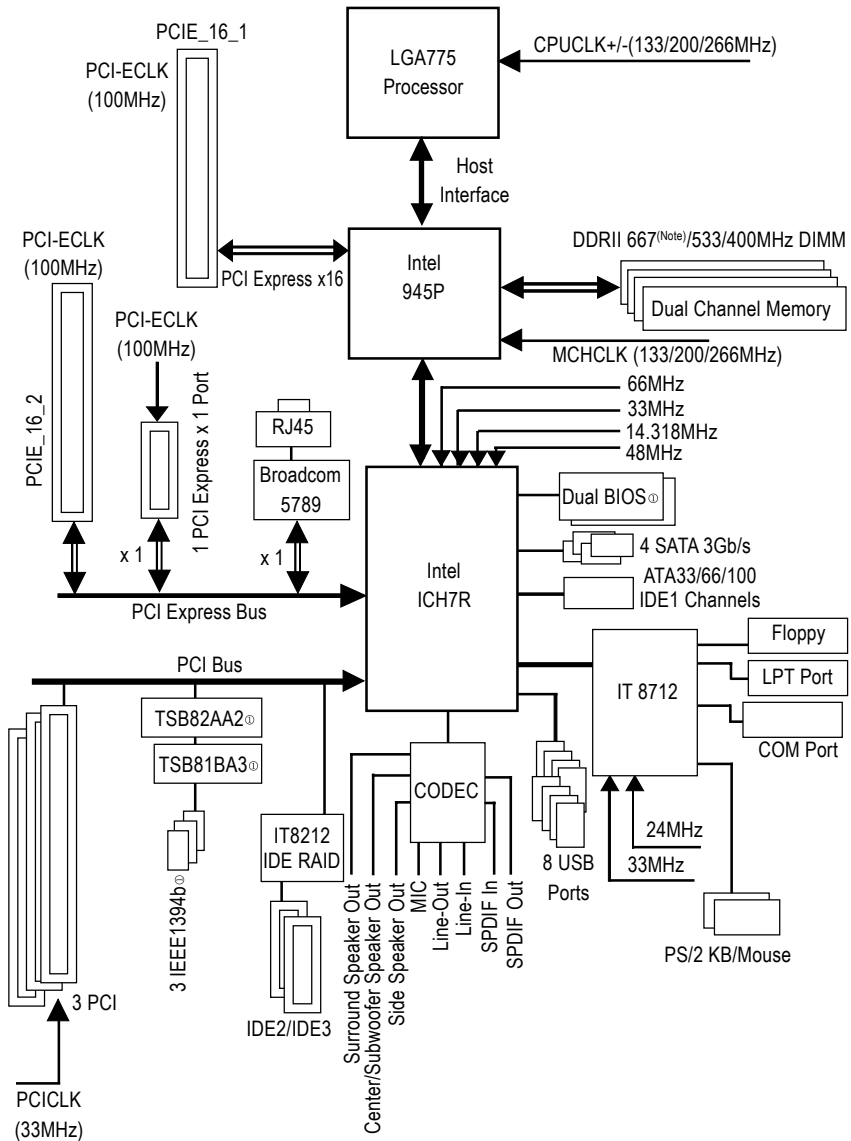 PCIE_16_1
PCI-ECLK
(100MHz)
LGA775
Processor
CPUCLK+/-(133/200/266MHz)
Host
Interface
PCI-ECLK
(100MHz)
PCI Express x16
Intel
945P
DDRII 667(Note)/533/400MHz DIMM
Dual Channel Memory
PCI-ECLK
(100MHz)
MCHCLK (133/200/266MHz)
66MHz
33MHz
14.318MHz
48MHz
PCIE_16_2
1 PCI Express x 1 Port
RJ45
Broadcom
5789
x 1
x 1
PCI Express Bus
Intel
ICH7R
Dual BIOS①
4 SATA 3Gb/s
ATA33/66/100
IDE1 Channels
PCI Bus
IT 8712
Floppy
LPT Port
COM Port
TSB82AA2①
TSB81BA3①
CODEC
IT8212
IDE RAID
24MHz
33MHz
8 USB
Ports
PS/2 KB/Mouse
3 IEEE1394b①
3 PCI
IDE2/IDE3
Surround Speaker Out
Center/Subwoofer Speaker Out
Side Speaker Out
MIC
Line-Out
Line-In
SPDIF In
SPDIF Out
PCICLK
(33MHz)